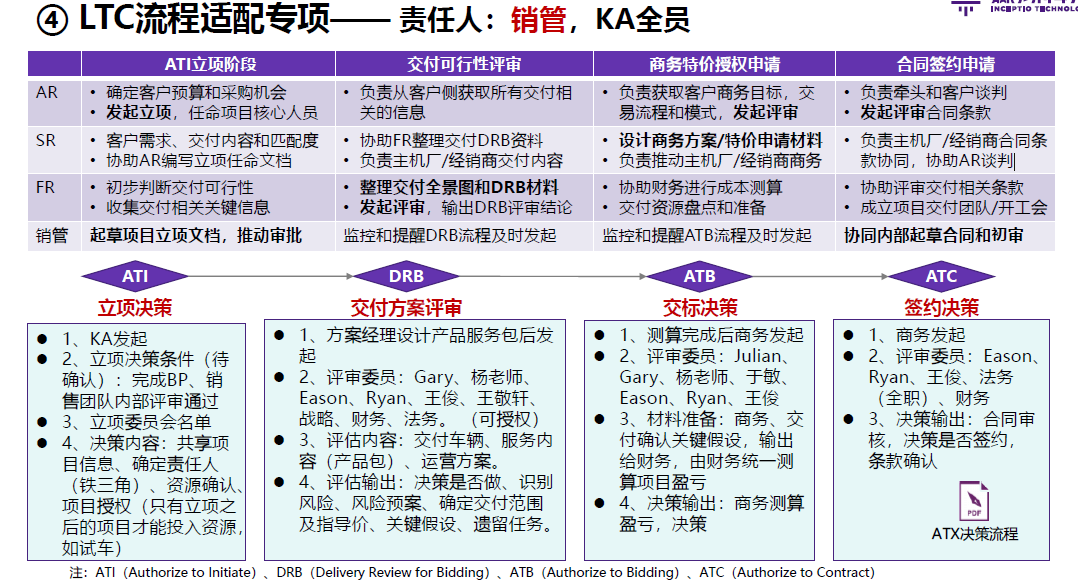 ④ LTC流程适配专项—— 责任人：销管，KA全员
INCEPTIO TECHNOLO
ATI立项阶段
交付可行性评审
商务特价授权申请
合同签约申请
AR
• 确定客户预算和采购机会
• 发起立项，任命项目核心人员
• 负责从客户侧获取所有交付相
关的信息
• 负责获取客户商务目标，交
易流程和模式，发起评审
• 负责牵头和客户谈判
• 发起评审合同条款
SR
• 客户需求、交付内容和匹配度
• 协助AR编写立项任命文档
• 协助FR整理交付DRB资料
• 负责主机厂/经销商交付内容
• 设计商务方案/特价申请材料
• 负责推动主机厂/经销商商务
• 负责主机厂/经销商合同条
款协同，协助AR谈判
FR
• 初步判断交付可行性
• 收集交付相关关键信息
• 整理交付全景图和DRB材料
• 发起评审，输出DRB评审结论
• 协助财务进行成本测算
• 交付资源盘点和准备
• 协助评审交付相关条款
• 成立项目交付团队/开工会
销管
起草项目立项文档，推动审批
监控和提醒DRB流程及时发起
监控和提醒ATB流程及时发起
协同内部起草合同和初审
ATI
DRB
ATB
ATC
立项决策
交付方案评审
交标决策
签约决策
● 1、KA发起
● 2、立项决策条件（待
确认）：完成BP、销
售团队内部评审通过
● 3、立项委员会名单
● 4、决策内容：共享项
目信息、确定责任人
（铁三角）、资源确认、
项目授权（只有立项之
后的项目才能投入资源，
如试车）
● 1、方案经理设计产品服务包后发
起
● 2、评审委员：Gary、杨老师、
Eason、Ryan、王俊、王敬轩、
战略、财务、法务。（可授权）
● 3、评估内容：交付车辆、服务内
容（产品包）、运营方案。
● 4、评估输出：决策是否做、识别
风险、风险预案、确定交付范围
及指导价、关键假设、遗留任务。
● 1、测算完成后商务发起
● 2、评审委员：Julian、
Gary、杨老师、于敏、
Eason、Ryan、王俊
● 3、材料准备：商务、交
付确认关键假设，输出
给财务，由财务统一测
算项目盈亏
● 4、决策输出：商务测算
盈亏，决策
● 1、商务发起
● 2、评审委员：Eason、
Ryan、王俊、法务
（全职）、财务
● 3、决策输出：合同审
核，决策是否签约，
条款确认
PDF
ATX决策流程
注：ATI（Authorize to Initiate）、DRB（Delivery Review for Bidding）、ATB（Authorize to Bidding）、ATC（Authorize to Contract）